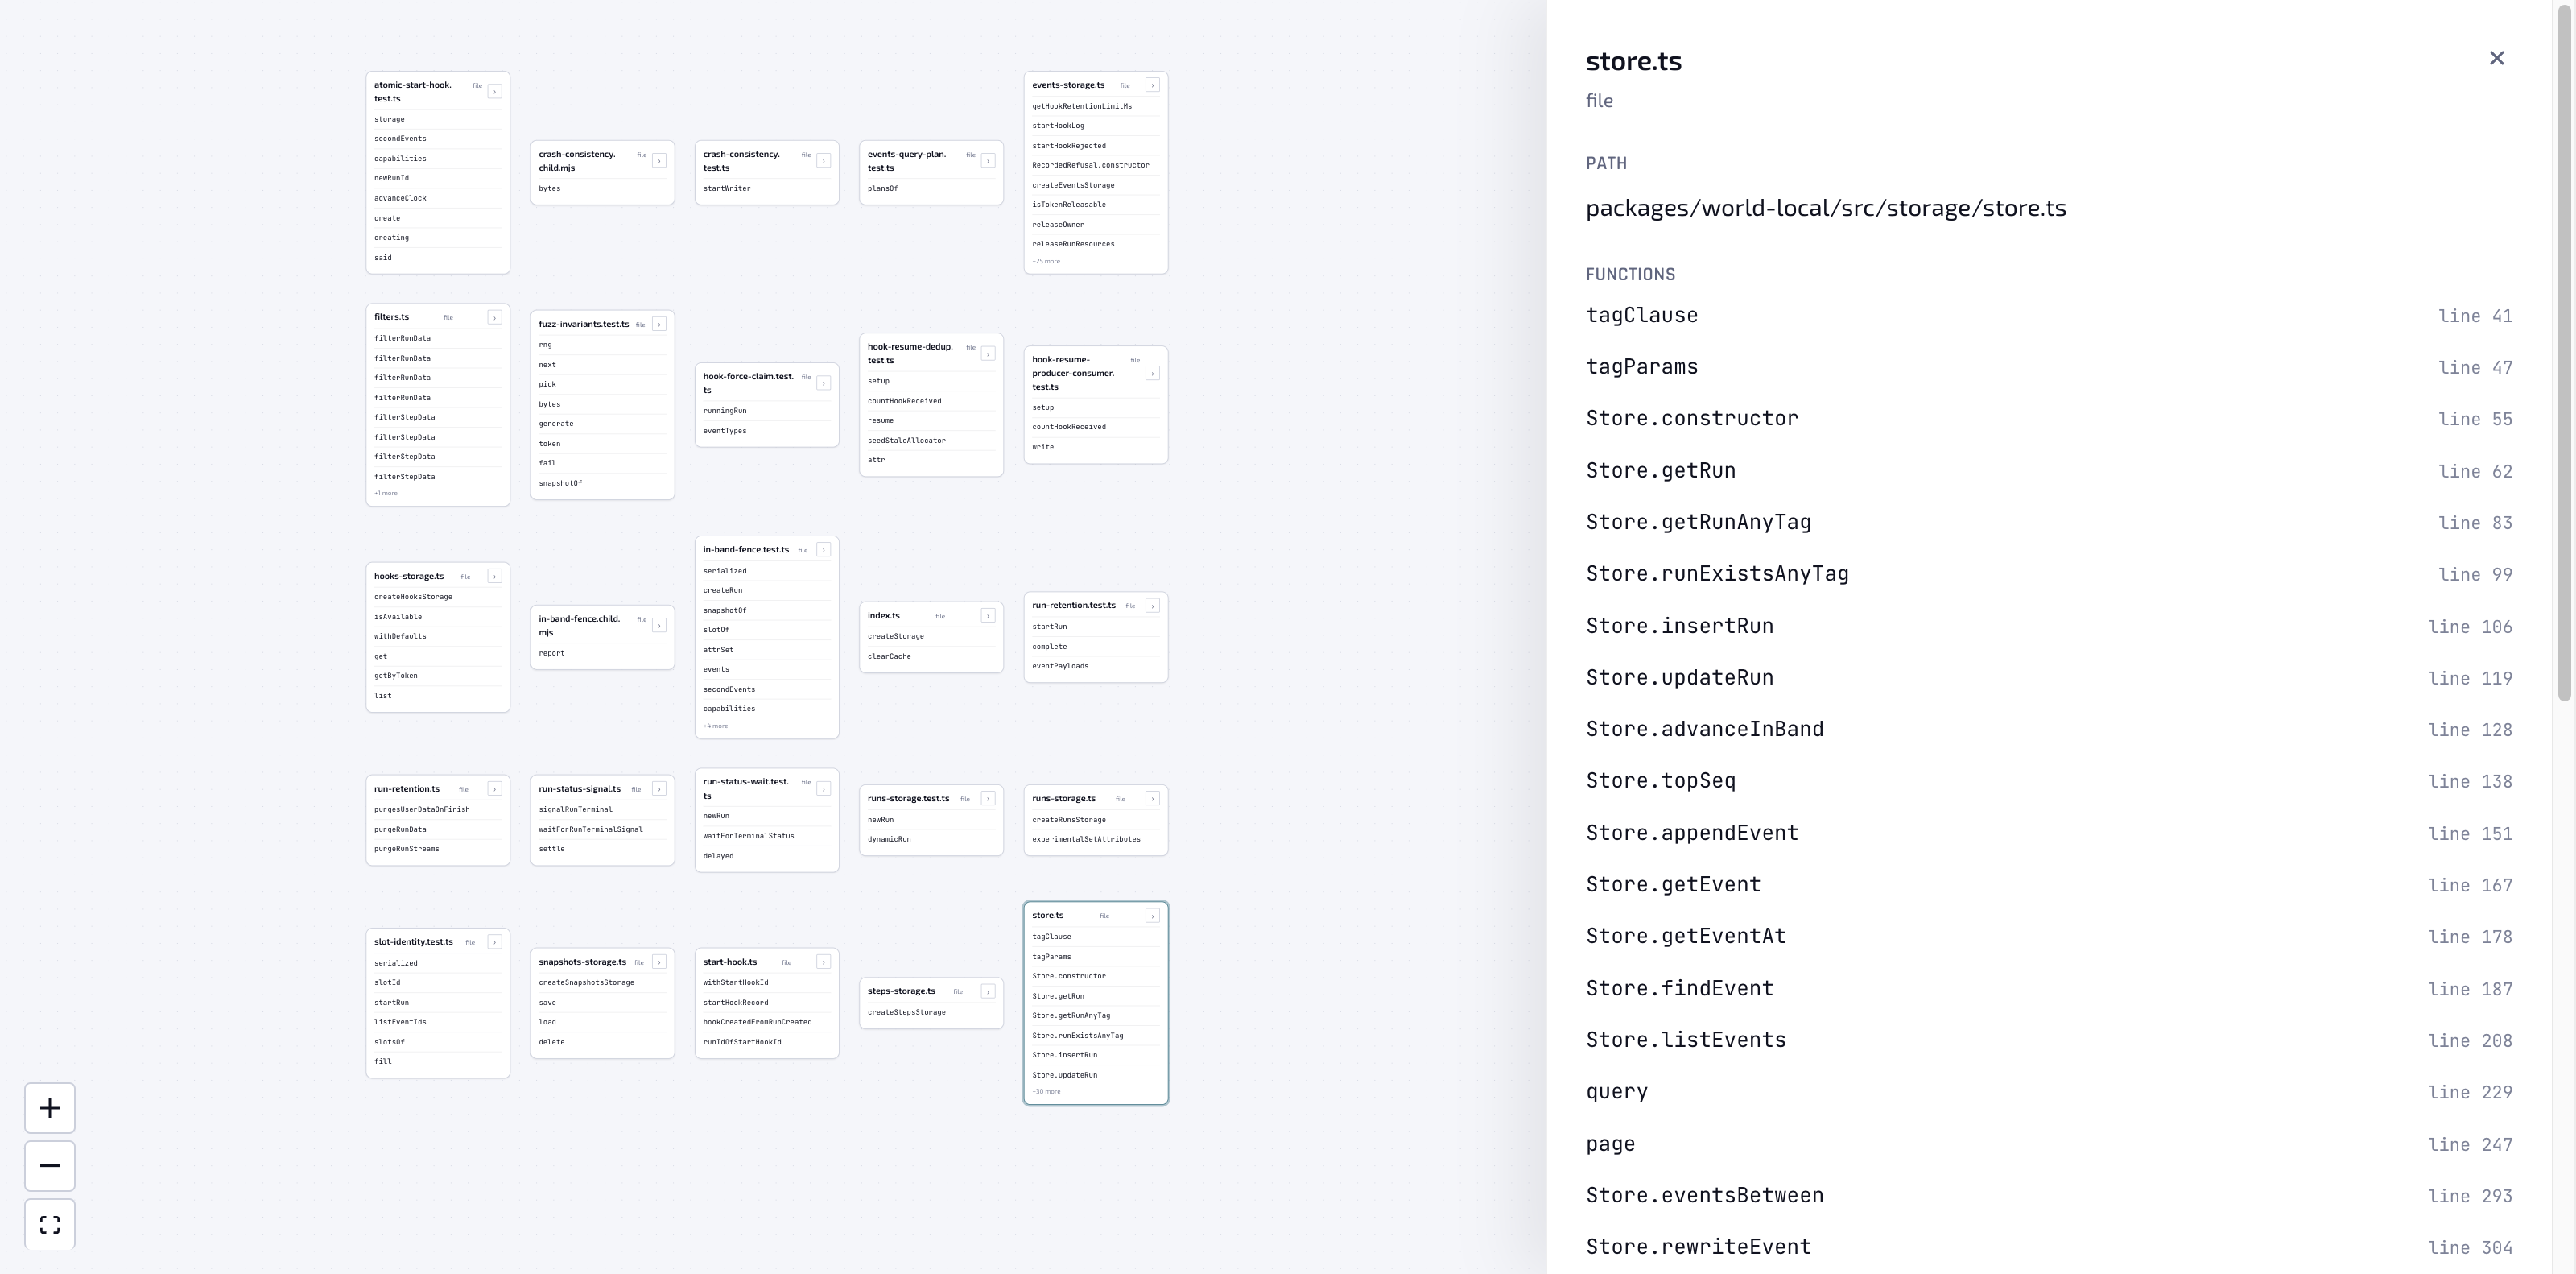 atomic-start-hook.
test.ts
file
storage
secondEvents
capabilities
newRunId
advanceClock
create
creating
said
crash-consistency.
child.mjs
file
bytes
crash-consistency.
test.ts
file
startWriter
events-query-plan.
test.ts
file
plansOf
events-storage.ts
file
getHookRetentionLimitMs
startHookLog
startHookRejected
RecordedRefusal.constructor
createEventsStorage
isTokenReleasable
releaseOwner
releaseRunResources
+25 more
filters.ts
file
filterRunData
filterRunData
filterRunData
filterRunData
filterStepData
filterStepData
filterStepData
filterStepData
+1 more
fuzz-invariants.test.ts
file
rng
next
pick
bytes
generate
token
fail
snapshotOf
hook-force-claim.test.
ts
file
runningRun
eventTypes
hook-resume-dedup.
test.ts
file
setup
countHookReceived
resume
seedStaleAllocator
attr
hook-resume-
producer-consumer.
test.ts
file
setup
countHookReceived
write
hooks-storage.ts
file
createHooksStorage
isAvailable
withDefaults
get
getByToken
list
in-band-fence.child.
mjs
file
report
in-band-fence.test.ts
file
serialized
createRun
snapshotOf
slotOf
attrSet
events
secondEvents
capabilities
+4 more
index.ts
file
createStorage
clearCache
run-retention.test.ts
file
startRun
complete
eventPayloads
run-retention.ts
file
purgesUserDataOnFinish
purgeRunData
purgeRunStreams
run-status-signal.ts
file
signalRunTerminal
waitForRunTerminalSignal
settle
run-status-wait.test.
ts
file
newRun
waitForTerminalStatus
delayed
runs-storage.test.ts
file
newRun
dynamicRun
runs-storage.ts
file
createRunsStorage
experimentalSetAttributes
slot-identity.test.ts
file
serialized
slotId
startRun
listEventIds
slotsOf
fill
snapshots-storage.ts
file
createSnapshotsStorage
save
load
delete
start-hook.ts
file
withStartHookId
startHookRecord
hookCreatedFromRunCreated
runIdOfStartHookId
steps-storage.ts
file
createStepsStorage
store.ts
file
tagClause
tagParams
Store.constructor
Store.getRun
Store.getRunAnyTag
Store.runExistsAnyTag
Store.insertRun
Store.updateRun
+30 more
store.ts
file
PATH
packages/world-local/src/storage/store.ts
FUNCTIONS
tagClause line 41
tagParams line 47
Store.constructor line 55
Store.getRun line 62
Store.getRunAnyTag line 83
Store.runExistsAnyTag line 99
Store.insertRun line 106
Store.updateRun line 119
Store.advanceInBand line 128
Store.topSeq line 138
Store.appendEvent line 151
Store.getEvent line 167
Store.getEventAt line 178
Store.findEvent line 187
Store.listEvents line 208
query line 229
page line 247
Store.eventsBetween line 293
Store.rewriteEvent line 304